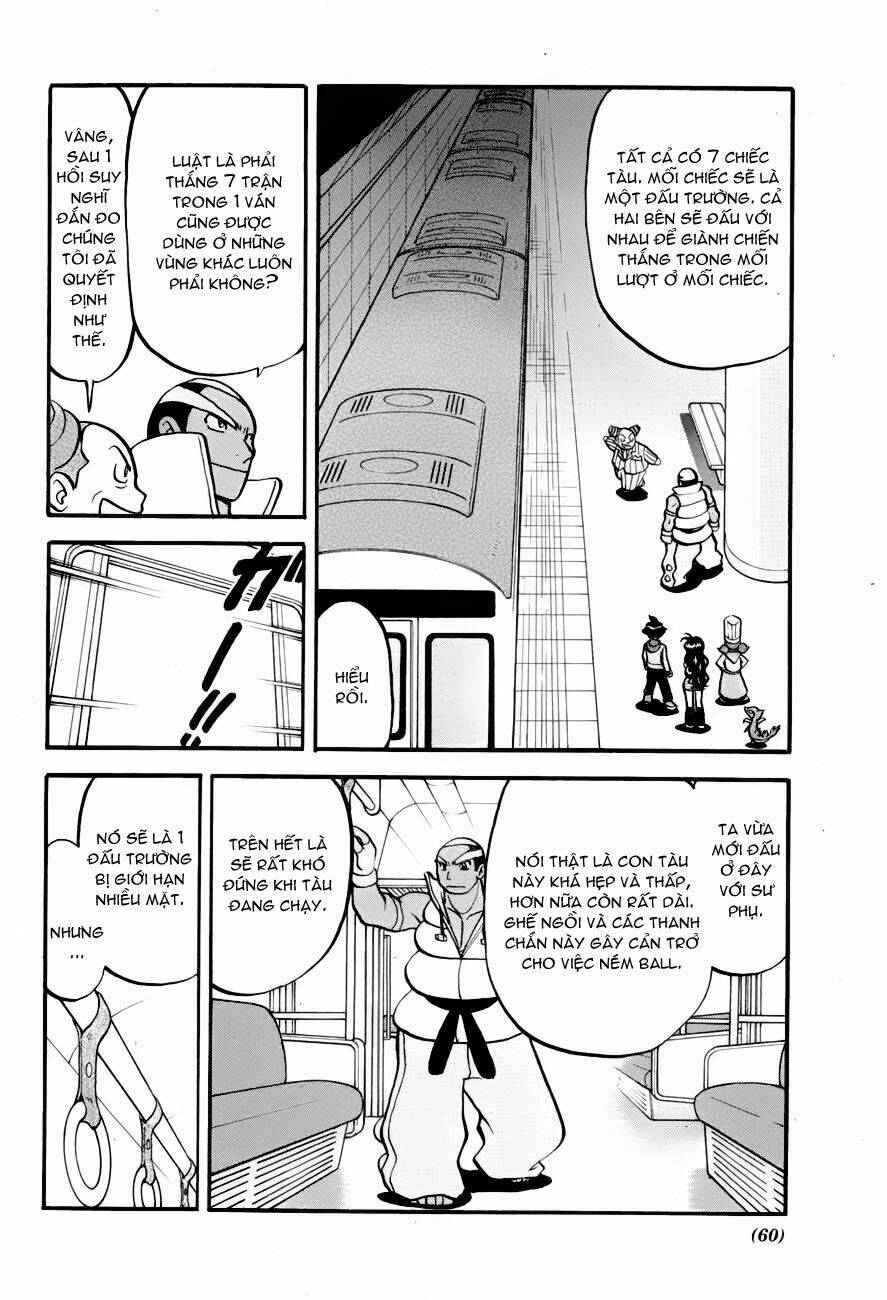 TẤT CẢ CÓ 7 CHIẾC
TÀU. MỖI CHIẾC SẼ LÀ
MỘT ĐẤU TRƯỜNG. CẢ
HAI BÊN SẼ ĐẤU VỚI
NHAU ĐỂ GIÀNH CHIẾN
THẮNG TRONG MỖI
LƯỢT Ở MỖI CHIẾC.
HIỂU
RỒI.
LUẬT LÀ PHẢI
THẮNG 7 TRẬN
TRONG 1 VÁN
CŨNG ĐƯỢC
DÙNG Ở NHỮNG
VÙNG KHÁC LUÔN
PHẢI KHÔNG?
VÂNG,
SAU 1
HỒI SUY
NGHĨ
ĐẮN ĐO
CHÚNG
TÔI ĐÃ
QUYẾT
ĐỊNH
NHƯ
THẾ.
ガ!!
TA VỪA
MỚI ĐẤU
Ở ĐÂY
VỚI SƯ
PHỤ.
NÓI THẬT LÀ CON TÀU
NÀY KHÁ HẸP VÀ THẤP,
HƠN NỮA CÒN RẤT DÀI.
GHẾ NGỒI VÀ CÁC THANH
CHẮN NÀY GÂY CẢN TRỞ
CHO VIỆC NÉM BALL.
TRÊN HẾT LÀ
SẼ RẤT KHÓ
ĐỨNG KHI TÀU
ĐANG CHẠY.
NÓ SẼ LÀ 1
ĐẤU TRƯỜNG
BỊ GIỚI HẠN
NHIỀU MẶT.
NHƯNG
...
(60)